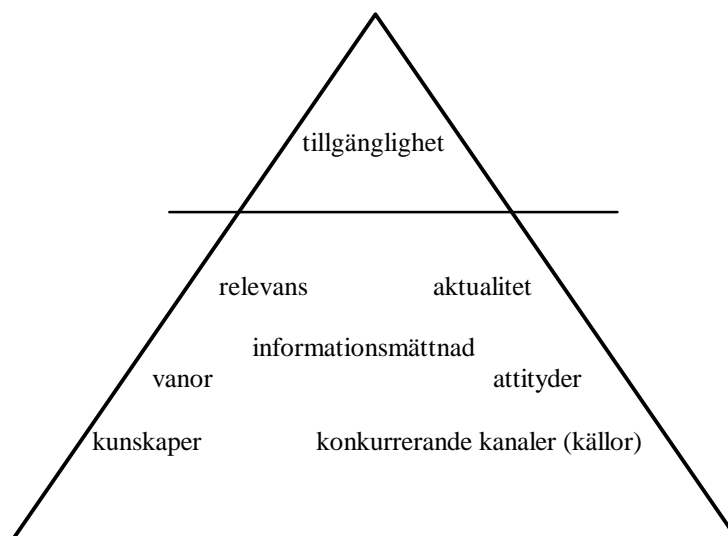 tillgänglighet
relevans aktualitet
informationsmättnad
vanor attityder
kunskaper konkurrerande kanaler (källor)